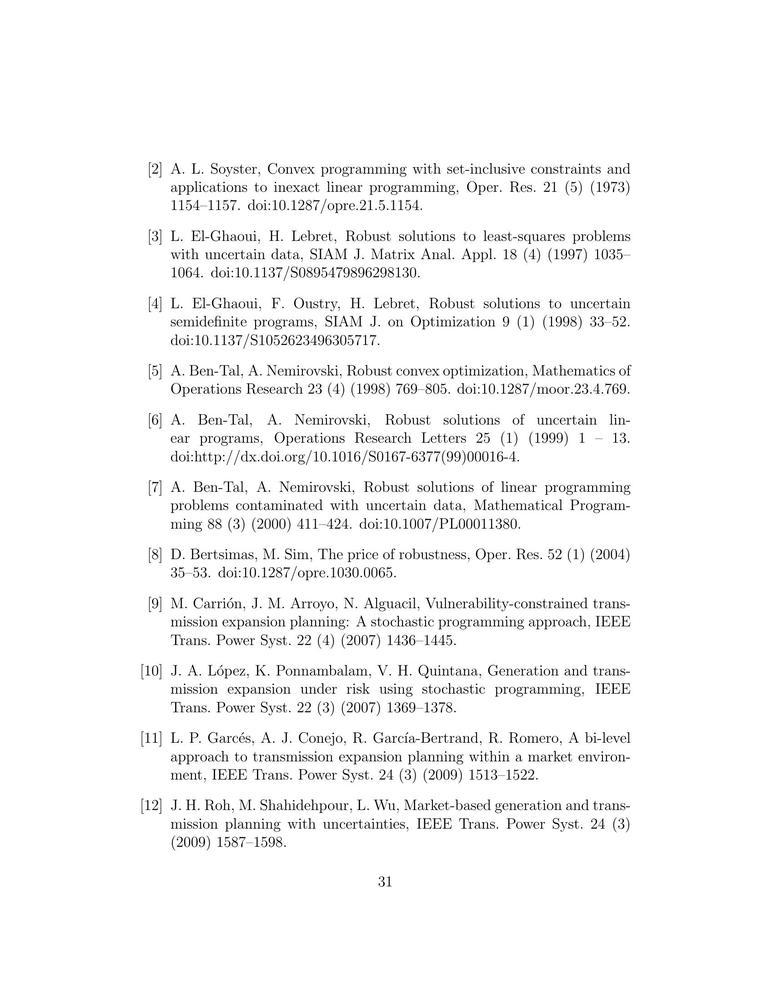 [2] A. L. Soyster, Convex programming with set-inclusive constraints and
applications to inexact linear programming, Oper. Res. 21 (5) (1973)
1154–1157. doi:10.1287/opre.21.5.1154.
[3] L. El-Ghaoui, H. Lebret, Robust solutions to least-squares problems
with uncertain data, SIAM J. Matrix Anal. Appl. 18 (4) (1997) 1035–
1064. doi:10.1137/S0895479896298130.
[4] L. El-Ghaoui, F. Oustry, H. Lebret, Robust solutions to uncertain
semidefinite programs, SIAM J. on Optimization 9 (1) (1998) 33–52.
doi:10.1137/S1052623496305717.
[5] A. Ben-Tal, A. Nemirovski, Robust convex optimization, Mathematics of
Operations Research 23 (4) (1998) 769–805. doi:10.1287/moor.23.4.769.
[6] A. Ben-Tal, A. Nemirovski, Robust solutions of uncertain lin-
ear programs, Operations Research Letters 25 (1) (1999) 1 – 13.
doi:http://dx.doi.org/10.1016/S0167-6377(99)00016-4.
[7] A. Ben-Tal, A. Nemirovski, Robust solutions of linear programming
problems contaminated with uncertain data, Mathematical Program-
ming 88 (3) (2000) 411–424. doi:10.1007/PL00011380.
[8] D. Bertsimas, M. Sim, The price of robustness, Oper. Res. 52 (1) (2004)
35–53. doi:10.1287/opre.1030.0065.
[9] M. Carrión, J. M. Arroyo, N. Alguacil, Vulnerability-constrained trans-
mission expansion planning: A stochastic programming approach, IEEE
Trans. Power Syst. 22 (4) (2007) 1436–1445.
[10] J. A. López, K. Ponnambalam, V. H. Quintana, Generation and trans-
mission expansion under risk using stochastic programming, IEEE
Trans. Power Syst. 22 (3) (2007) 1369–1378.
[11] L. P. Garcés, A. J. Conejo, R. García-Bertrand, R. Romero, A bi-level
approach to transmission expansion planning within a market environ-
ment, IEEE Trans. Power Syst. 24 (3) (2009) 1513–1522.
[12] J. H. Roh, M. Shahidehpour, L. Wu, Market-based generation and trans-
mission planning with uncertainties, IEEE Trans. Power Syst. 24 (3)
(2009) 1587–1598.
31